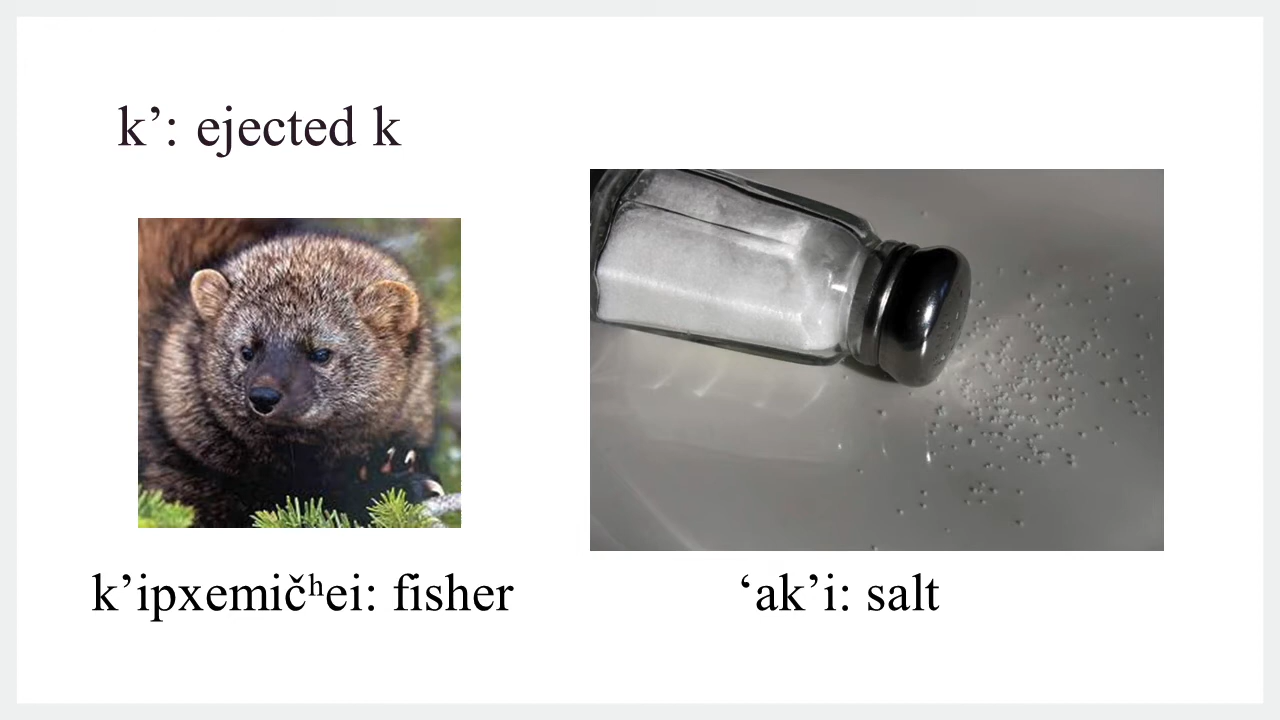 k’: ejected k
k’ipxemičʰei: fisher
‘ak’i: salt